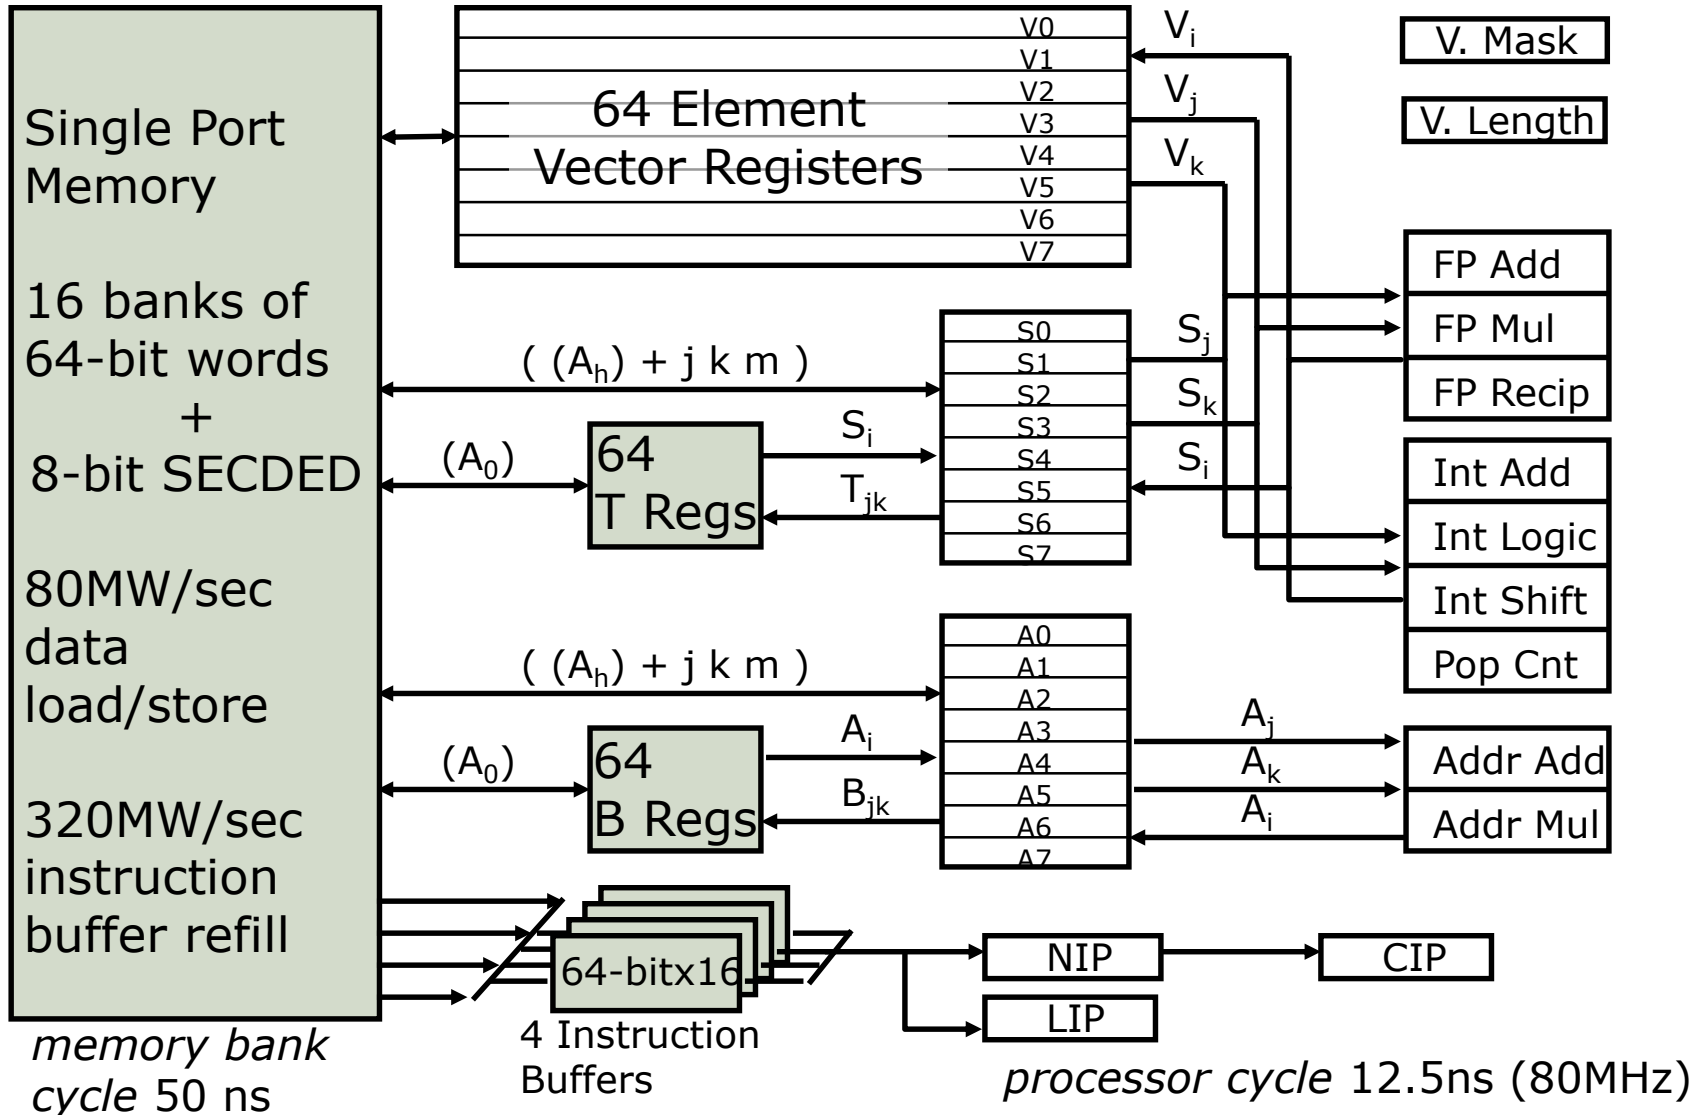 Single Port
Memory
16 banks of
64-bit words
+
8-bit SECDED
80MW/sec
data
load/store
320MW/sec
instruction
buffer refill
memory bank
cycle 50 ns
64 Element
Vector Registers
V0
V1
V2
V3
V4
V5
V6
V7
Vi
Vj
Vk
V. Mask
V. Length
FP Add
FP Mul
FP Recip
Int Add
Int Logic
Int Shift
Pop Cnt
( (Ah) + j k m )
(A0)
64
T Regs
Si
Tjk
S0
S1
S2
S3
S4
S5
S6
S7
Sj
Sk
Si
( (Ah) + j k m )
(A0)
64
B Regs
Ai
Bjk
A0
A1
A2
A3
A4
A5
A6
A7
Aj
Ak
Ai
Addr Add
Addr Mul
64-bitx16
4 Instruction
Buffers
NIP
CIP
LIP
processor cycle 12.5ns (80MHz)